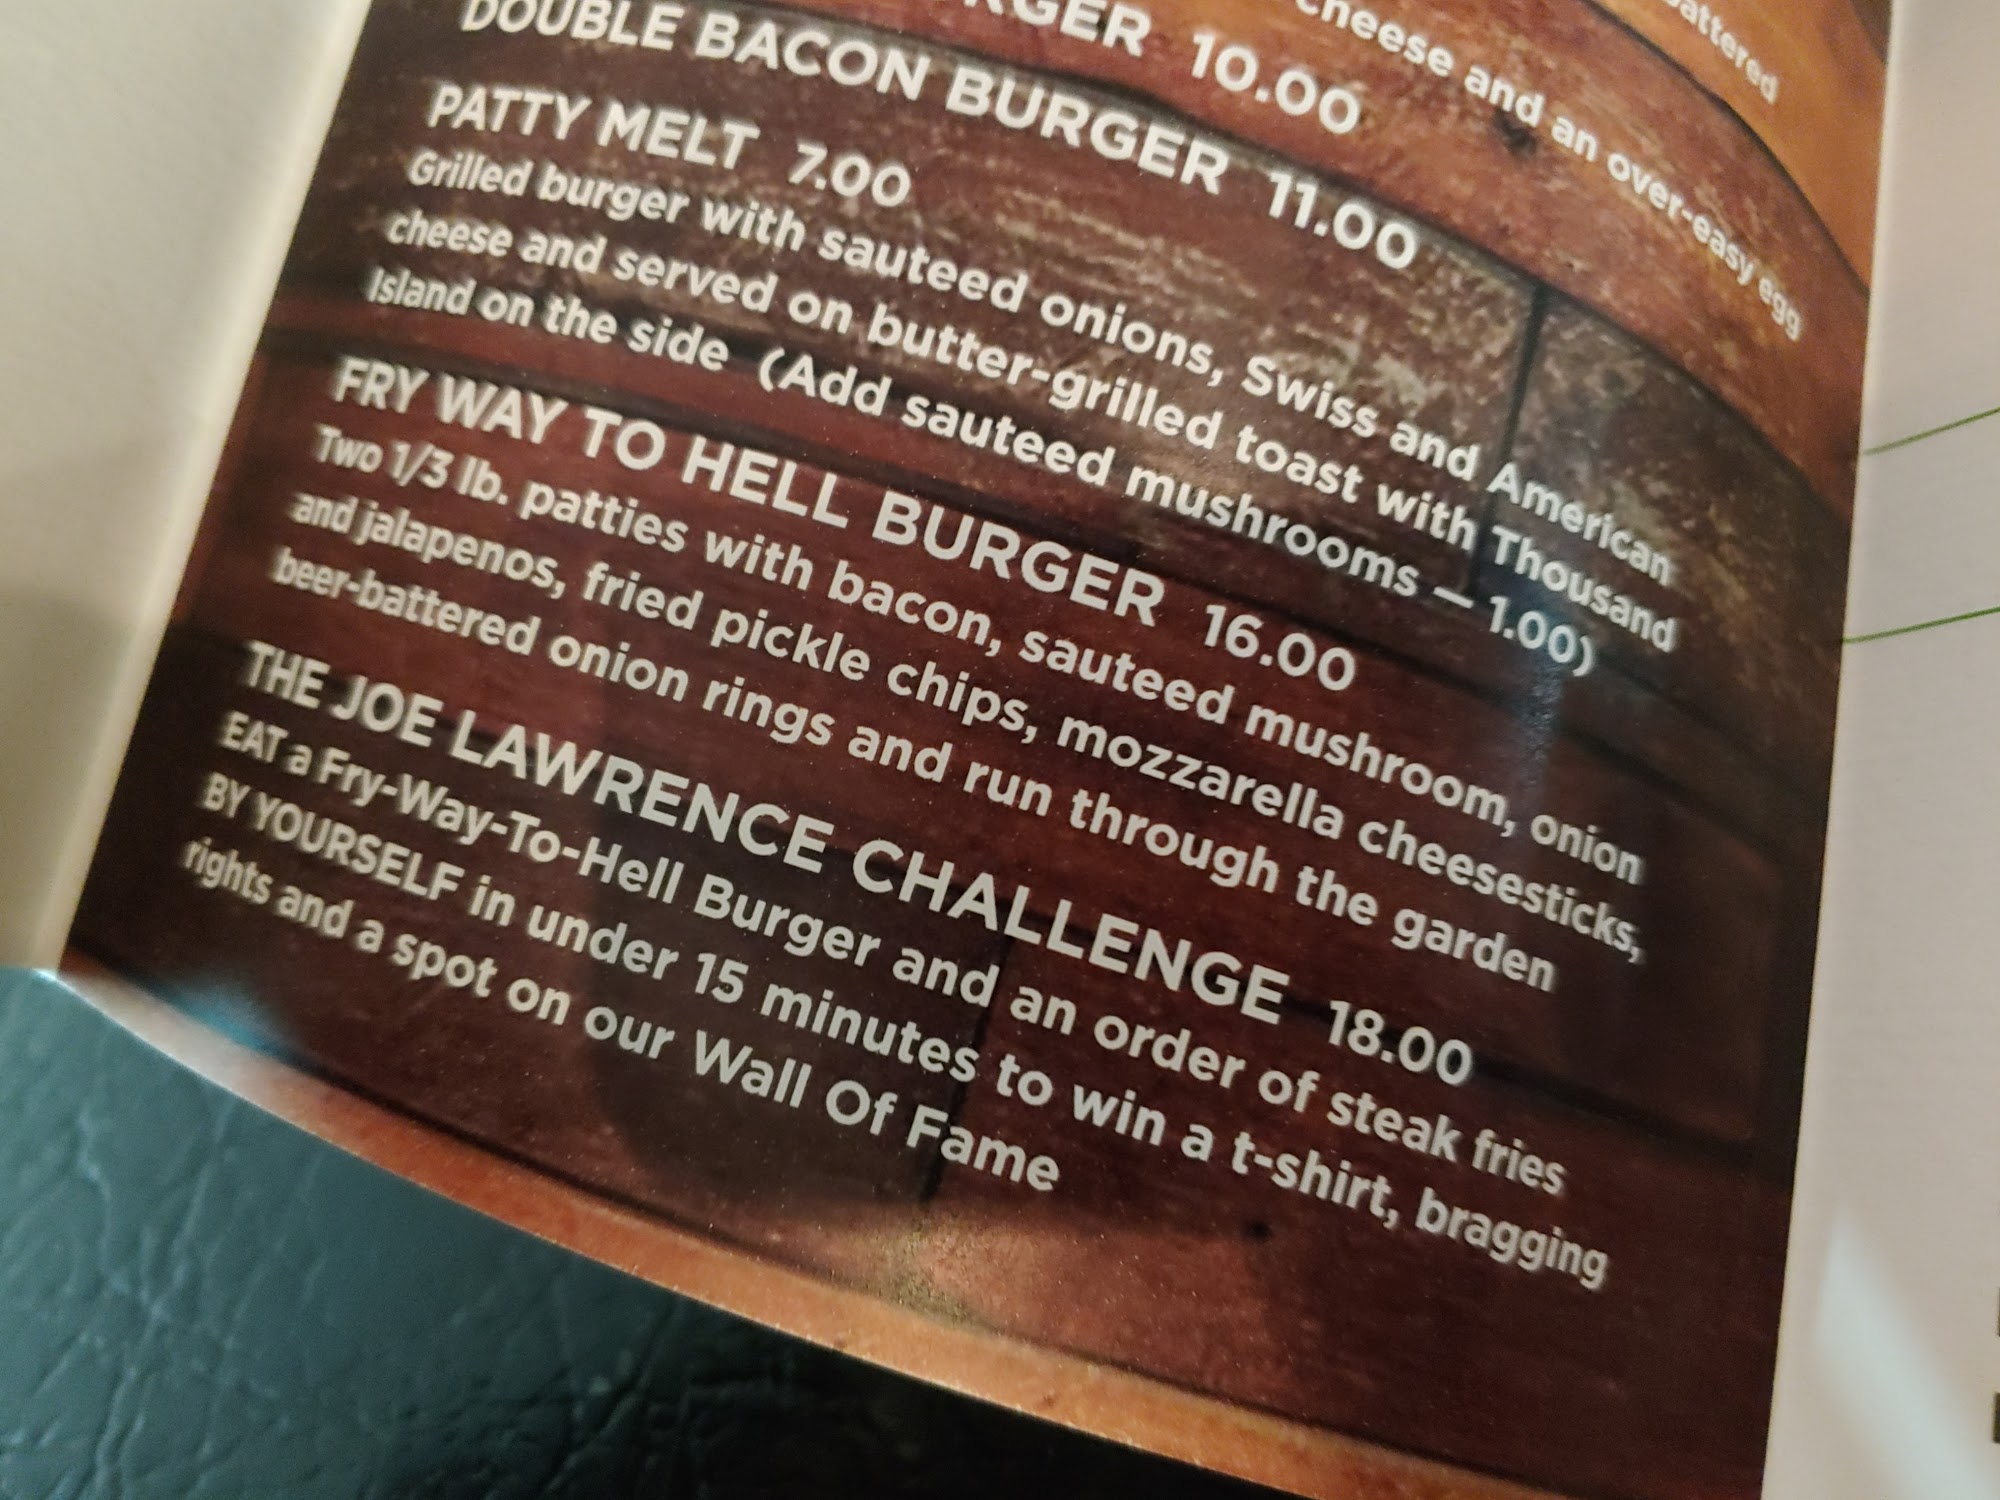 battered
cheese and an over-easy egg
10.00
DOUBLE BACON BURGER 11.00
PATTY MELT 7.00
Grilled burger with sauteed onions, Swiss and American
cheese and served on butter-grilled toast with Thousand
Island on the side (Add sauteed mushrooms — 1.00)
FRY WAY TO HELL BURGER 16.00
Two 1/3 lb. patties with bacon, sauteed mushroom, onion
and jalapenos, fried pickle chips, mozzarella cheesesticks,
beer-battered onion rings and run through the garden
THE JOE LAWRENCE CHALLENGE 18.00
EAT a Fry-Way-To-Hell Burger and an order of steak fries
BY YOURSELF in under 15 minutes to win a t-shirt, bragging
rights and a spot on our Wall Of Fame